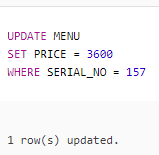 UPDATE MENU
SET PRICE = 3600
WHERE SERIAL_NO = 157
1 row(s) updated.